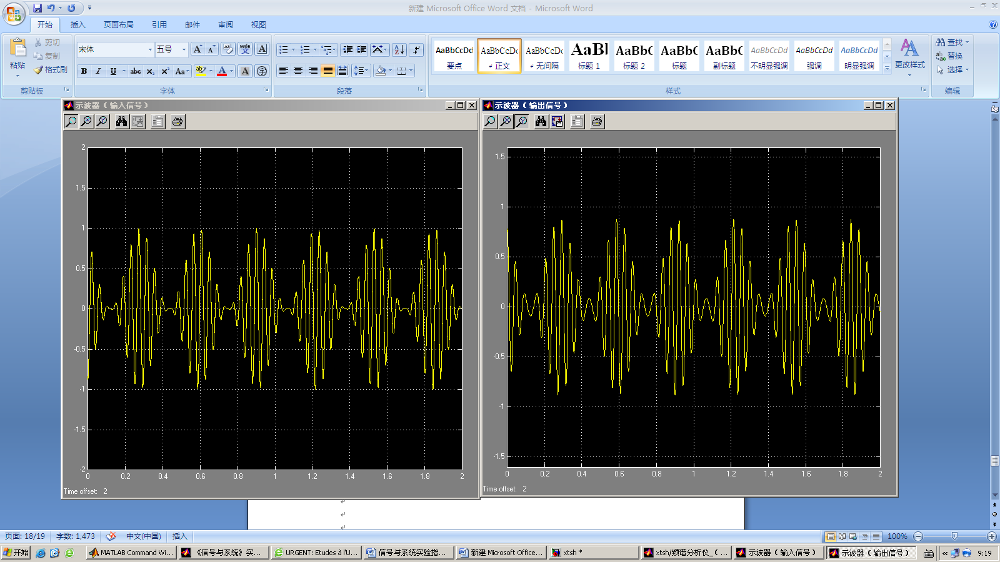 新建 Microsoft Office Word 文档 - Microsoft Word
开始 插入 页面布局 引用 邮件 审阅 视图
粘贴 剪切 复制 格式刷
宋体 五号
AaBbCcDd AaBbCcDc AaBbCcDc AaBl AaBbC AaBbC AaBbC AaBbCcDd AaBbCcDd AaBbCcDd
要点 正文 无间隔 标题 1 标题 2 标题 副标题 不明显强调 强调 明显强调
更改样式
查找
替换
选择
剪贴板 字体 段落 样式 编辑
示波器（输入信号）
2
1.5
1
0.5
0
-0.5
-1
-1.5
-2
0 0.2 0.4 0.6 0.8 1 1.2 1.4 1.6 1.8 2
Time offset: 2
示波器（输出信号）
1.5
1
0.5
0
-0.5
-1
-1.5
0 0.2 0.4 0.6 0.8 1 1.2 1.4 1.6 1.8 2
Time offset: 2
页面: 18/19 字数: 1,473 中文(中国) 插入 100%
开始 MATLAB Command Wi... 《信号与系统》实... URGENT: Etudes à l'U... 信号与系统实验指... 新建 Microsoft Office... xtsh * xtsh/频谱分析仪_(... 示波器（输入信号） 示波器（输出信号） 9:19